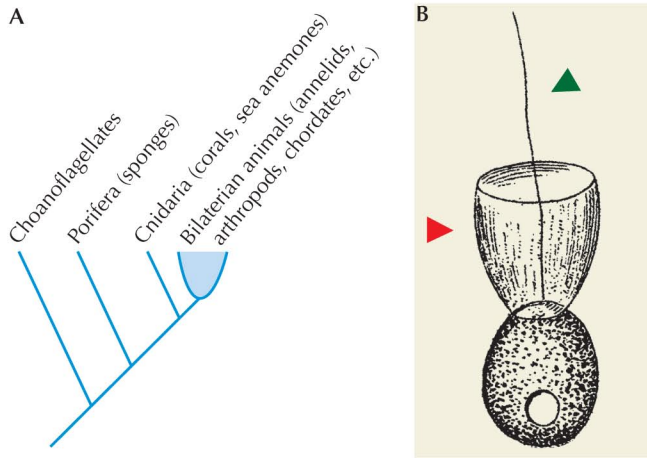 A
Choanoflagellates
Porifera (sponges)
Cnidaria (corals, sea anemones)
Bilaterian animals (annelids,
arthropods, chordates, etc.)
B